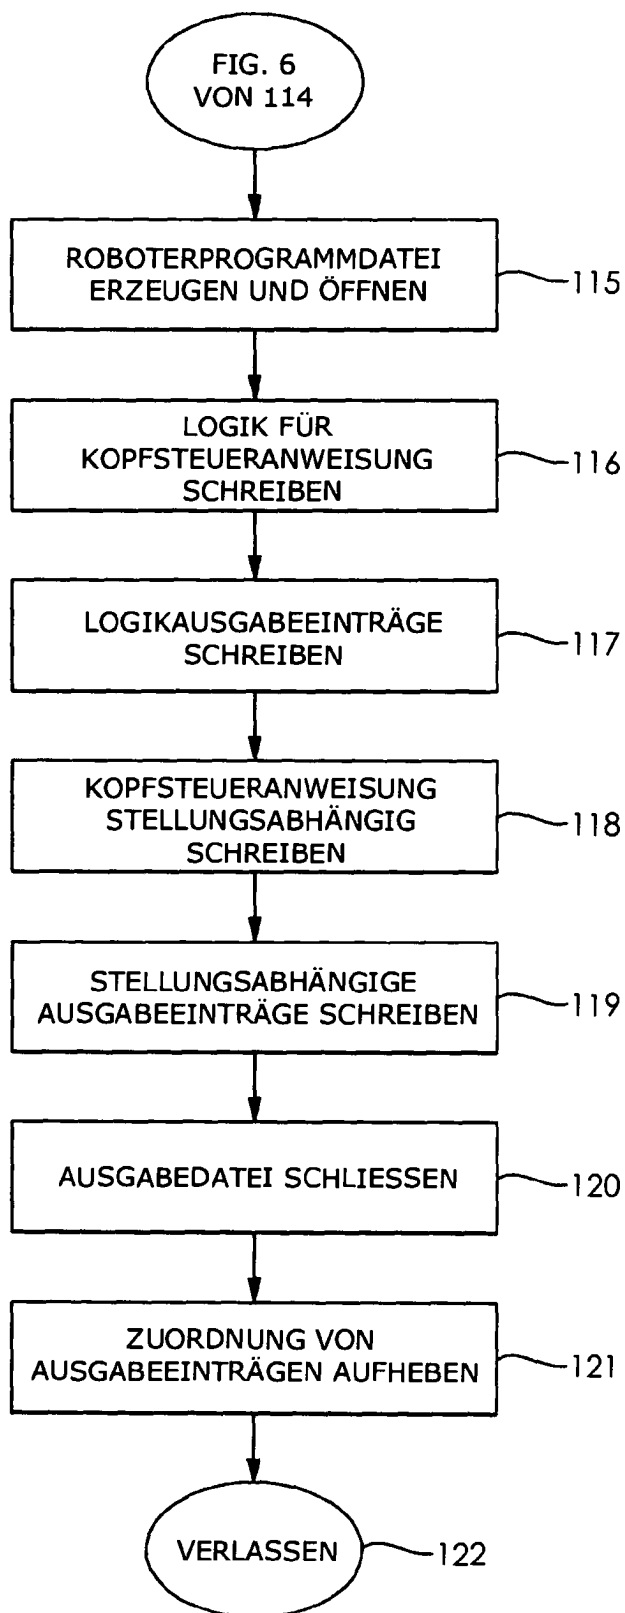 FIG. 6
VON 114
ROBOTERPROGRAMMDATEI
ERZEUGEN UND ÖFFNEN
115
LOGIK FÜR
KOPFSTEUERANWEISUNG
SCHREIBEN
116
LOGIKAUSGABEEINTRÄGE
SCHREIBEN
117
KOPFSTEUERANWEISUNG
STELLUNGSABHÄNGIG
SCHREIBEN
118
STELLUNGSABHÄNGIGE
AUSGABEEINTRÄGE SCHREIBEN
119
AUSGABEDATEI SCHLIESSEN
120
ZUORDNUNG VON
AUSGABEEINTRÄGEN AUFHEBEN
121
VERLASSEN
122